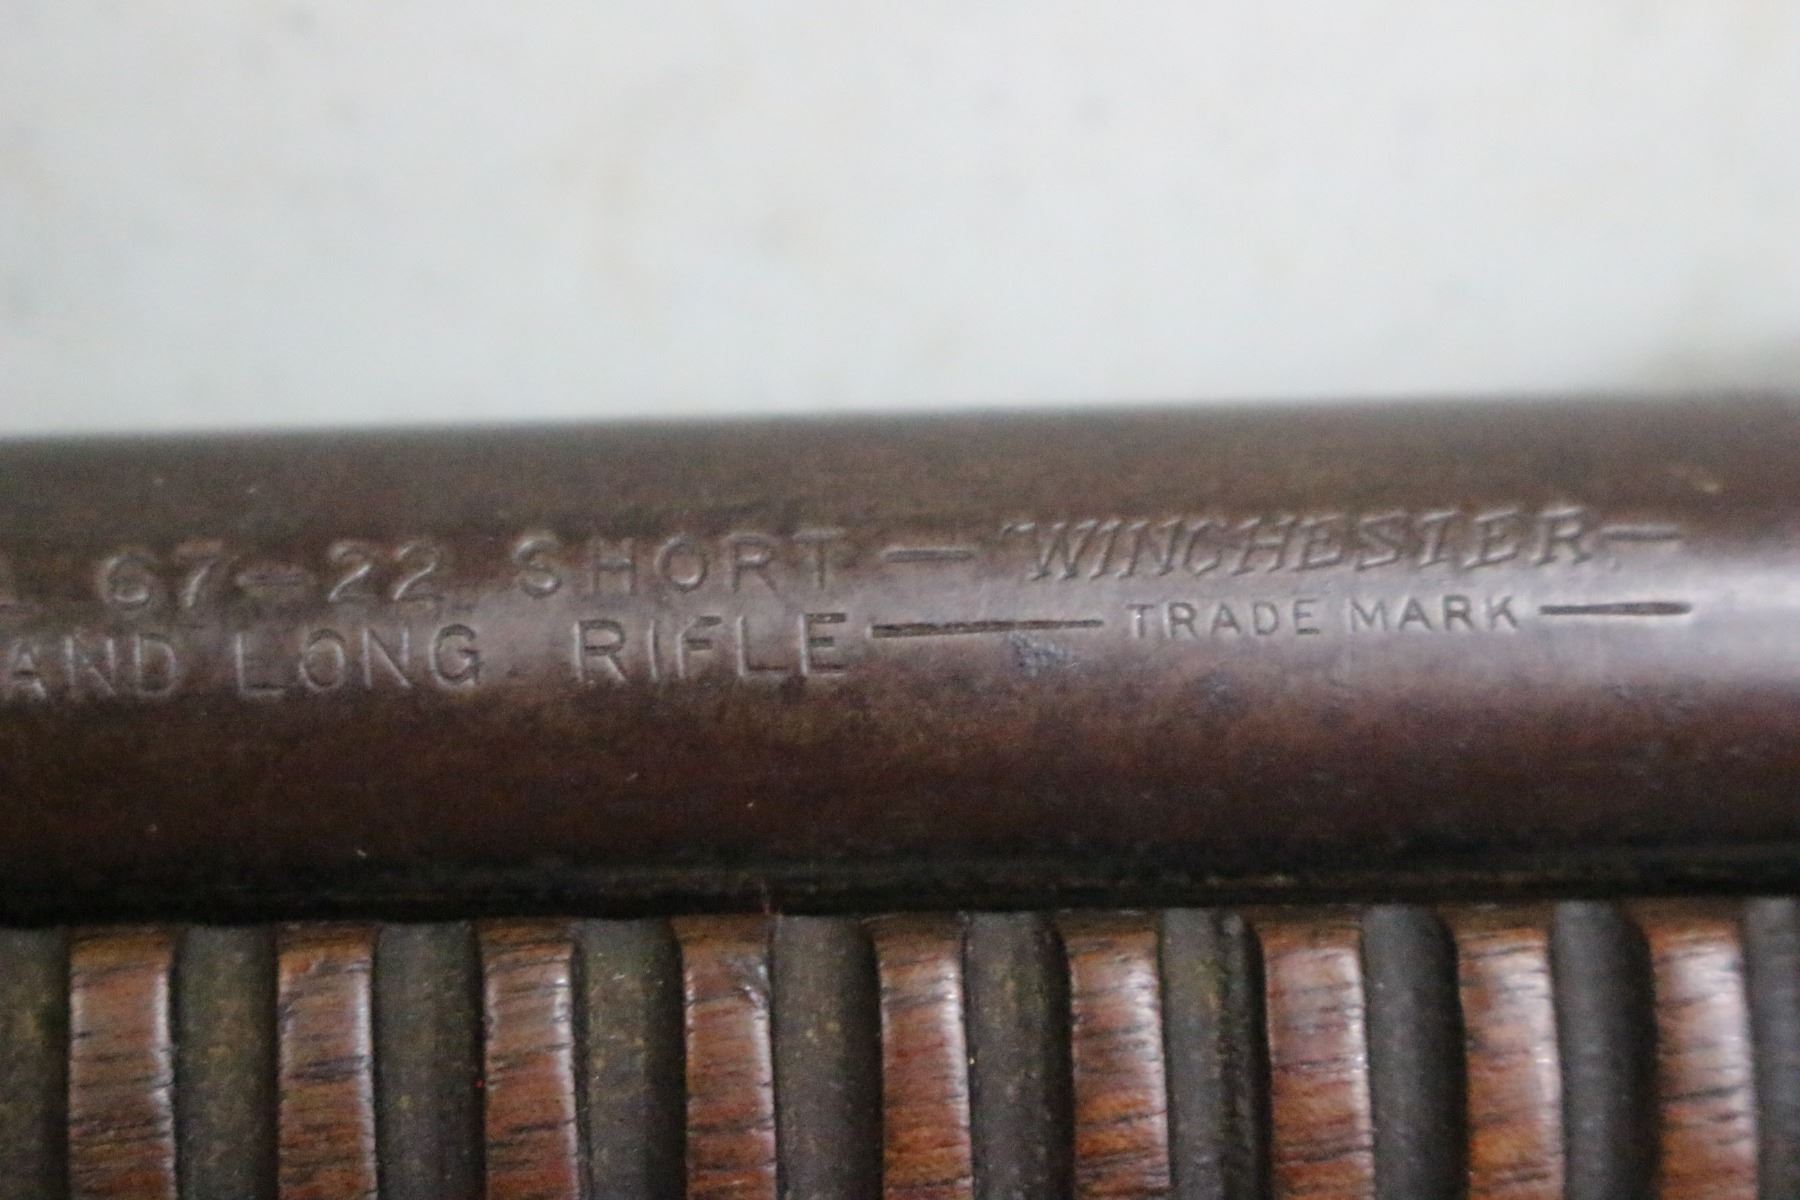 67-22 SHORT — WINCHESTER —
AND LONG RIFLE — TRADE MARK —